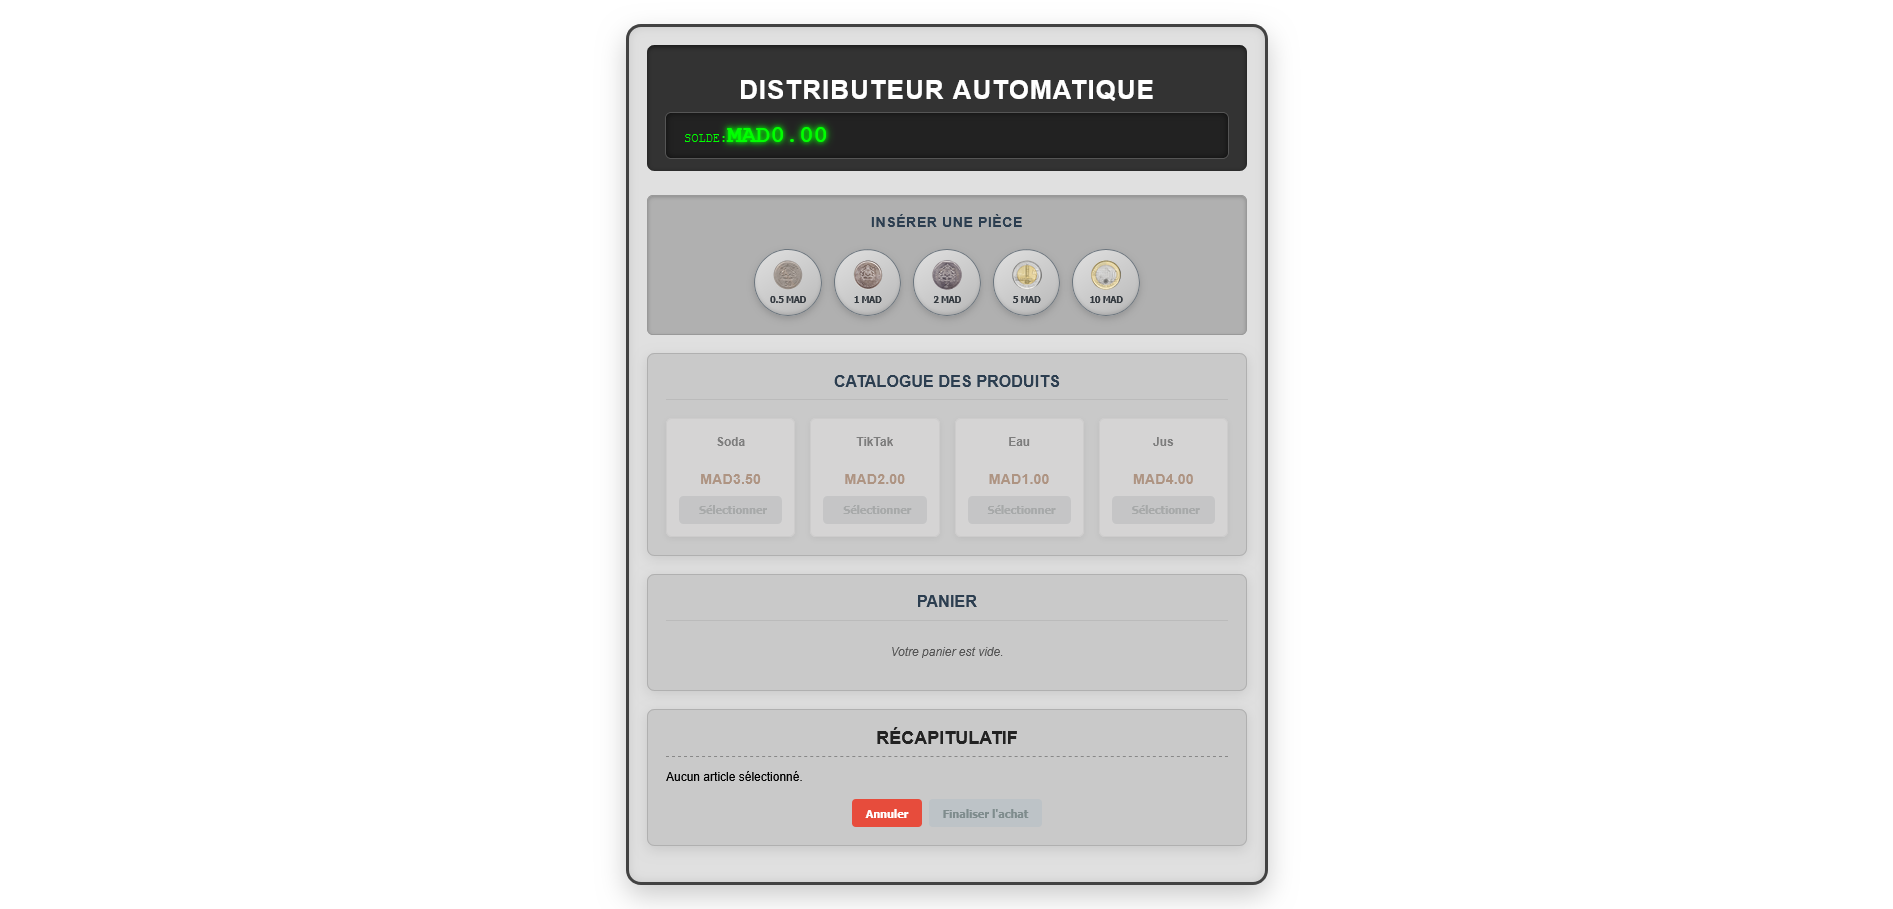 DISTRIBUTEUR AUTOMATIQUE
SOLDE:MAD0.00
INSÉRER UNE PIÈCE
0.5 MAD 1 MAD 2 MAD 5 MAD 10 MAD
CATALOGUE DES PRODUITS
Soda TikTak Eau Jus
MAD3.50 MAD2.00 MAD1.00 MAD4.00
Sélectionner Sélectionner Sélectionner Sélectionner
PANIER
Votre panier est vide.
RÉCAPITULATIF
Aucun article sélectionné.
Annuler Finaliser l'achat